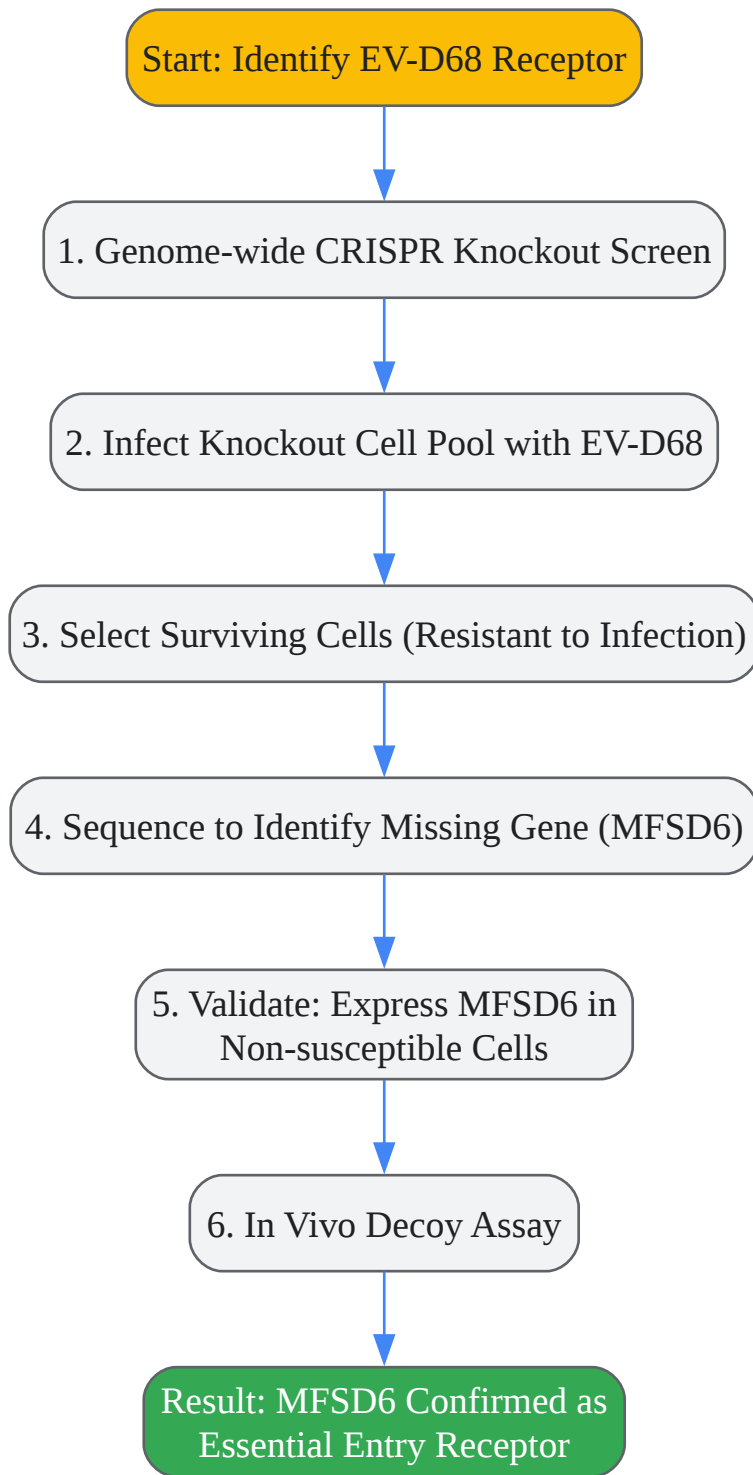 Start: Identify EV-D68 Receptor
1. Genome-wide CRISPR Knockout Screen
2. Infect Knockout Cell Pool with EV-D68
3. Select Surviving Cells (Resistant to Infection)
4. Sequence to Identify Missing Gene (MFSD6)
5. Validate: Express MFSD6 in
Non-susceptible Cells
6. In Vivo Decoy Assay
Result: MFSD6 Confirmed as
Essential Entry Receptor